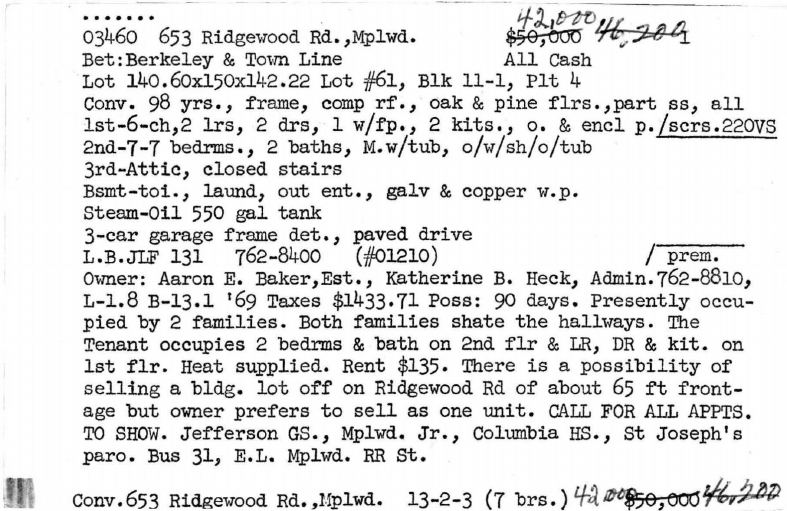 .......
03460 653 Ridgewood Rd.,Mplwd. 42,000 $50,000 46,200
Bet:Berkeley & Town Line All Cash
Lot 140.60x150x142.22 Lot #61, Blk 11-1, Plt 4
Conv. 98 yrs., frame, comp rf., oak & pine flrs.,part ss, all
1st-6-ch,2 lrs, 2 drs, 1 w/fp., 2 kits., o. & encl p./scrs.220VS
2nd-7-7 bedrms., 2 baths, M.w/tub, o/w/sh/o/tub
3rd-Attic, closed stairs
Bsmt-toi., laund, out ent., galv & copper w.p.
Steam-Oil 550 gal tank
3-car garage frame det., paved drive
L.B.JLF 131 762-8400 (#01210) / prem.
Owner: Aaron E. Baker,Est., Katherine B. Heck, Admin.762-8810,
L-1.8 B-13.1 '69 Taxes $1433.71 Poss: 90 days. Presently occu-
pied by 2 families. Both families shate the hallways. The
Tenant occupies 2 bedms & bath on 2nd flr & LR, DR & kit. on
1st flr. Heat supplied. Rent $135. There is a possibility of
selling a bldg. lot off on Ridgewood Rd of about 65 ft front-
age but owner prefers to sell as one unit. CALL FOR ALL APPTS.
TO SHOW. Jefferson GS., Mplwd. Jr., Columbia HS., St Joseph's
paro. Bus 31, E.L. Mplwd. RR St.
Conv.653 Ridgewood Rd.,Mplwd. 13-2-3 (7 brs.) 42,000 $50,000 46,200